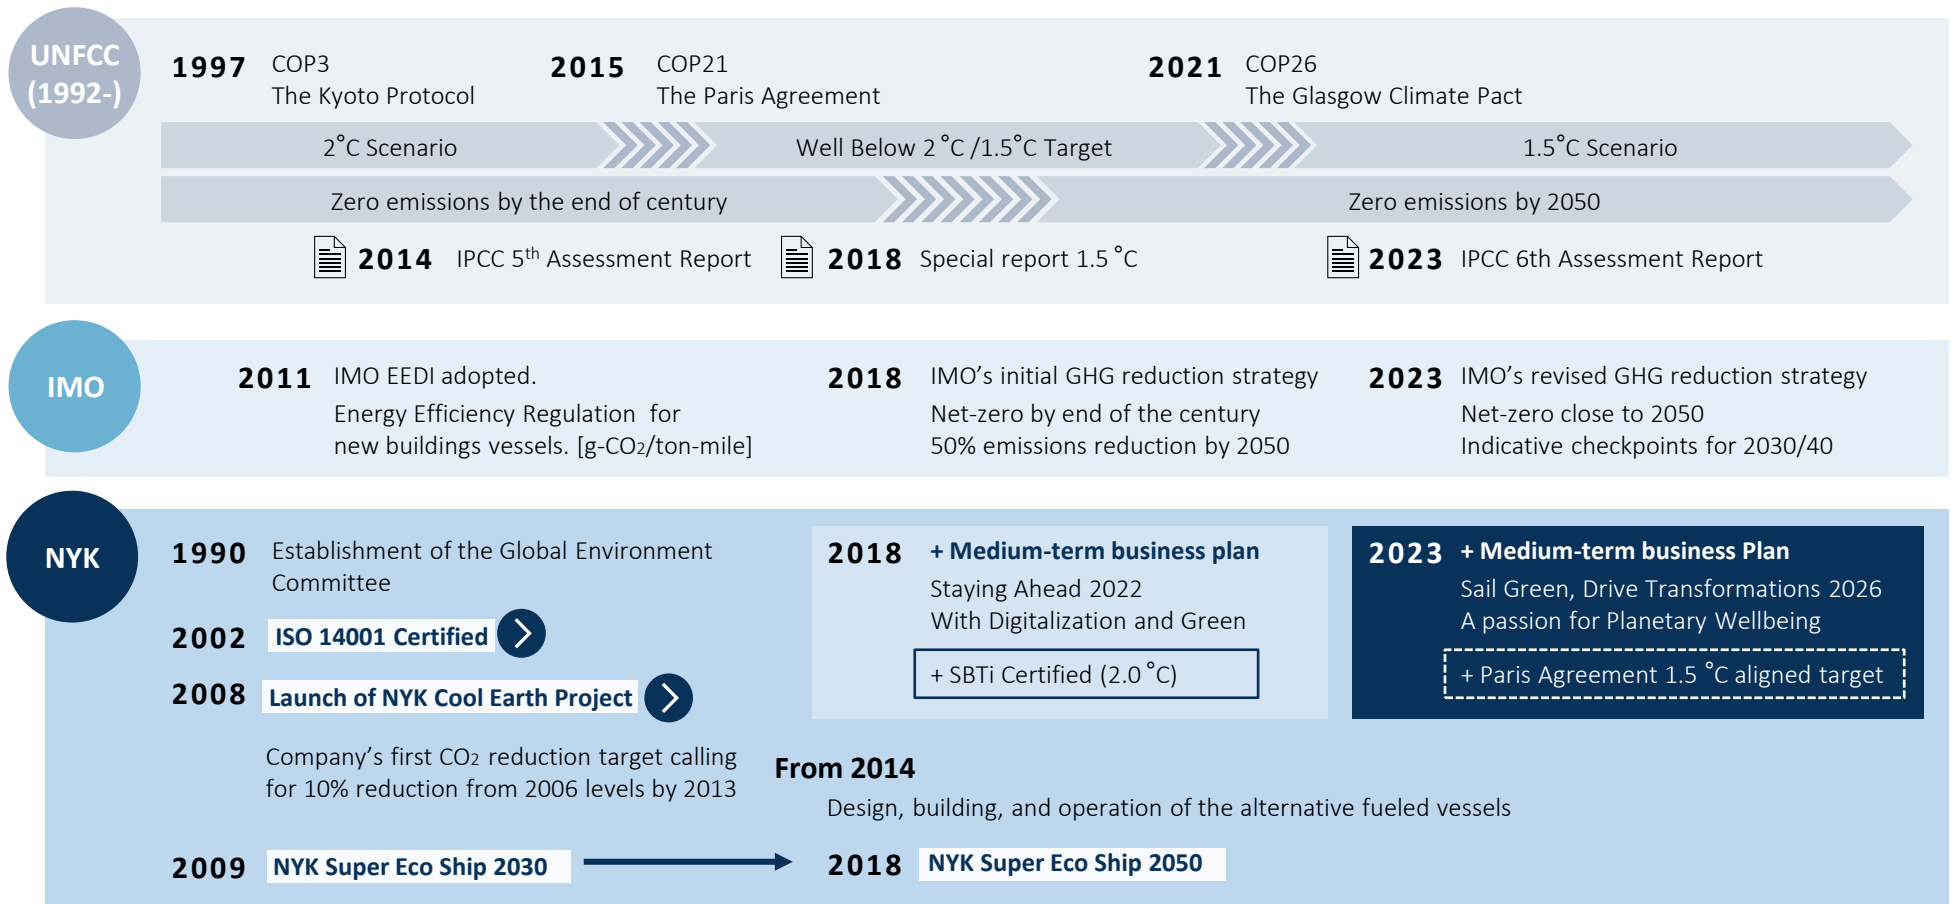 UNFCC
(1992-)
1997 COP3
The Kyoto Protocol
2015 COP21
The Paris Agreement
2021 COP26
The Glasgow Climate Pact
2°C Scenario
Well Below 2 °C /1.5°C Target
1.5°C Scenario
Zero emissions by the end of century
Zero emissions by 2050
2014 IPCC 5th Assessment Report
2018 Special report 1.5 °C
2023 IPCC 6th Assessment Report
IMO
2011 IMO EEDI adopted.
Energy Efficiency Regulation for
new buildings vessels. [g-CO2/ton-mile]
2018 IMO’s initial GHG reduction strategy
Net-zero by end of the century
50% emissions reduction by 2050
2023 IMO’s revised GHG reduction strategy
Net-zero close to 2050
Indicative checkpoints for 2030/40
NYK
1990 Establishment of the Global Environment
Committee
2002 ISO 14001 Certified
2008 Launch of NYK Cool Earth Project
Company’s first CO2 reduction target calling
for 10% reduction from 2006 levels by 2013
2009 NYK Super Eco Ship 2030
2018 + Medium-term business plan
Staying Ahead 2022
With Digitalization and Green
+ SBTi Certified (2.0 °C)
2023 + Medium-term business Plan
Sail Green, Drive Transformations 2026
A passion for Planetary Wellbeing
+ Paris Agreement 1.5 °C aligned target
From 2014
Design, building, and operation of the alternative fueled vessels
2018 NYK Super Eco Ship 2050